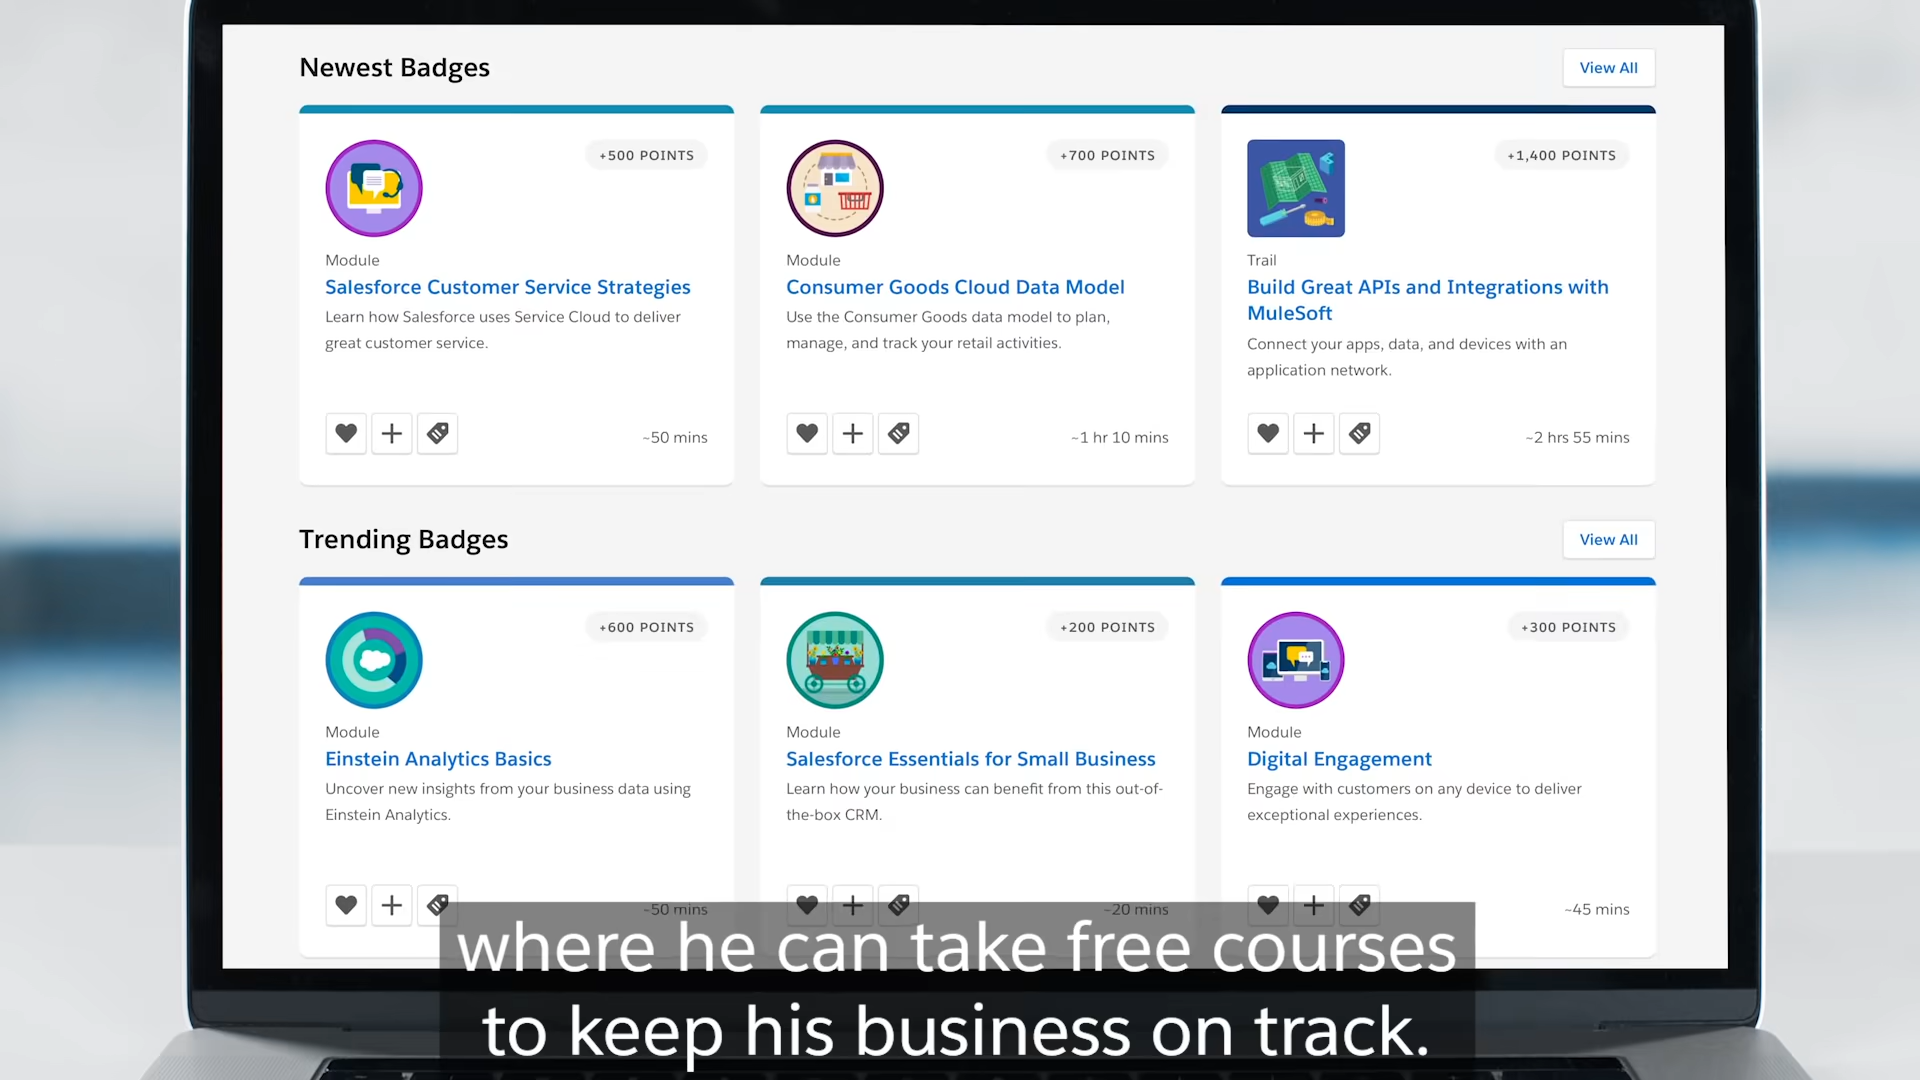 Newest Badges
View All
+500 POINTS
Module
Salesforce Customer Service Strategies
Learn how Salesforce uses Service Cloud to deliver
great customer service.
~50 mins
+700 POINTS
Module
Consumer Goods Cloud Data Model
Use the Consumer Goods data model to plan,
manage, and track your retail activities.
~1 hr 10 mins
+1,400 POINTS
Trail
Build Great APIs and Integrations with
MuleSoft
Connect your apps, data, and devices with an
application network.
~2 hrs 55 mins
Trending Badges
View All
+600 POINTS
Module
Einstein Analytics Basics
Uncover new insights from your business data using
Einstein Analytics.
~50 mins
+200 POINTS
Module
Salesforce Essentials for Small Business
Learn how your business can benefit from this out-of-
the-box CRM.
~20 mins
+300 POINTS
Module
Digital Engagement
Engage with customers on any device to deliver
exceptional experiences.
~45 mins
where he can take free courses
to keep his business on track.